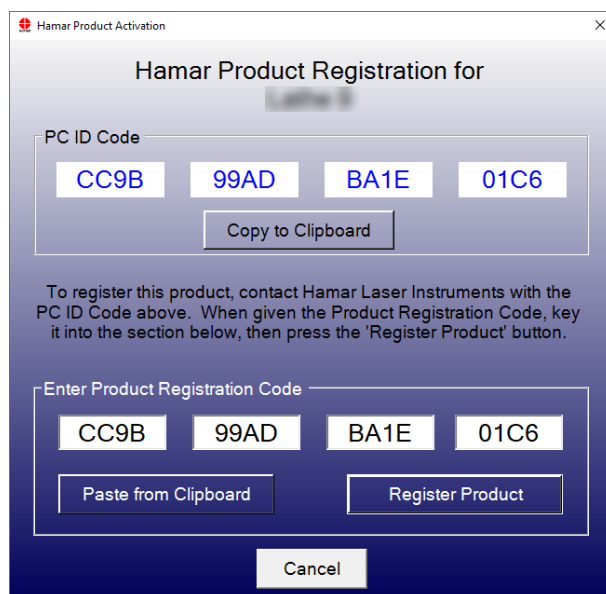 Hamar Product Activation
Hamar Product Registration for
PC ID Code
CC9B 99AD BA1E 01C6
Copy to Clipboard
To register this product, contact Hamar Laser Instruments with the
PC ID Code above. When given the Product Registration Code, key
it into the section below, then press the 'Register Product' button.
Enter Product Registration Code
CC9B 99AD BA1E 01C6
Paste from Clipboard Register Product
Cancel